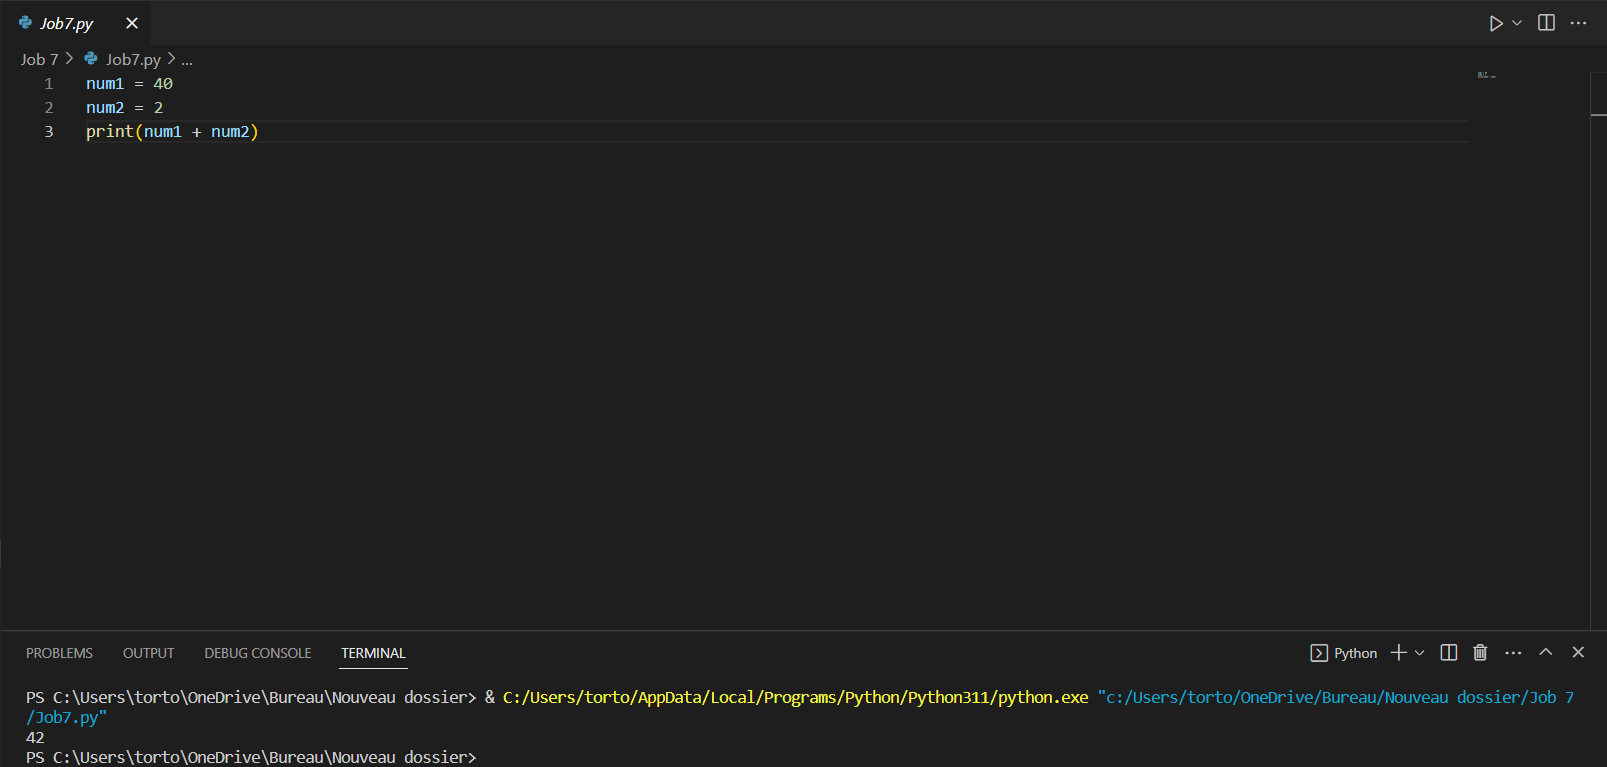 Job7.py
Job 7 > Job7.py > ...
1 num1 = 40
2 num2 = 2
3 print(num1 + num2)
PROBLEMS OUTPUT DEBUG CONSOLE TERMINAL Python
PS C:\Users\torto\OneDrive\Bureau\Nouveau dossier> & C:/Users/torto/AppData/Local/Programs/Python/Python311/python.exe "c:/Users/torto/OneDrive/Bureau/Nouveau dossier/Job 7
/Job7.py"
42
PS C:\Users\torto\OneDrive\Bureau\Nouveau dossier>